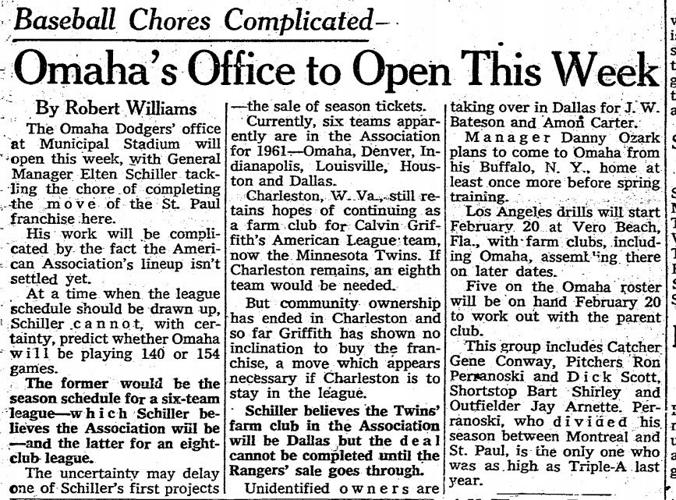 Baseball Chores Complicated—
Omaha's Office to Open This Week
By Robert Williams
The Omaha Dodgers' office
at Municipal Stadium will
open this week, with General
Manager Elten Schiller tack-
ling the chore of completing
the move of the St. Paul
franchise here.
His work will be compli-
cated by the fact the Ameri-
can Association's lineup isn't
settled yet.
At a time when the league
schedule should be drawn up,
Schiller cannot, with cer-
tainty, predict whether Omaha
will be playing 140 or 154
games.
The former would be the
season schedule for a six-team
league—which Schiller be-
lieves the Association will be
—and the latter for an eight-
club league.
The uncertainty may delay
one of Schiller's first projects
—the sale of season tickets.
Currently, six teams appar-
ently are in the Association
for 1961—Omaha, Denver, In-
dianapolis, Louisville, Hous-
ton and Dallas.
Charleston, W. Va., still re-
tains hopes of continuing as
a farm club for Calvin Grif-
fith's American League team,
now the Minnesota Twins. If
Charleston remains, an eighth
team would be needed.
But community ownership
has ended in Charleston and
so far Griffith has shown no
inclination to buy the fran-
chise, a move which appears
necessary if Charleston is to
stay in the league.
Schiller believes the Twins'
farm club in the Association
will be Dallas but the deal
cannot be completed until the
Rangers' sale goes through.
Unidentified owners are
taking over in Dallas for J. W.
Bateson and Amon Carter.
Manager Danny Ozark
plans to come to Omaha from
his Buffalo, N. Y., home at
least once more before spring
training.
Los Angeles drills will start
February 20 at Vero Beach,
Fla., with farm clubs, includ-
ing Omaha, assembling there
on later dates.
Five on the Omaha roster
will be on hand February 20
to work out with the parent
club.
This group includes Catcher
Gene Conway, Pitchers Ron
Perranoski and Dick Scott,
Shortstop Bart Shirley and
Outfielder Jay Arnette. Per-
ranoski, who divided his
season between Montreal and
St. Paul, is the only one who
was as high as Triple-A last
year.